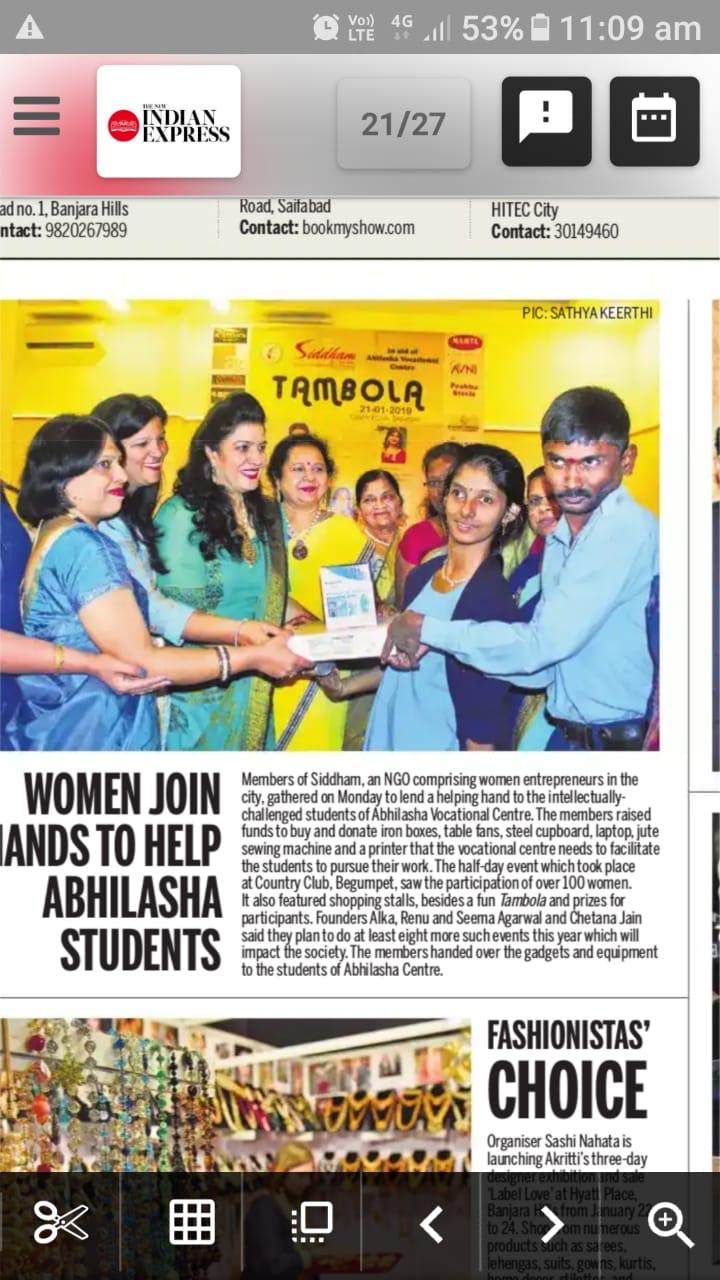 53% 11:09 am
Vo))
LTE
4G
THE NEW
INDIAN
EXPRESS
21/27
ad no. 1, Banjara Hills
ntact: 9820267989
Road, Saifabad
Contact: bookmyshow.com
HITEC City
Contact: 30149460
PIC: SATHYA KEERTHI
Siddham
In aid of
Abhilasha Vocational
Centre
TAMBOLA
21-01-2019
MAMTA
AVNI
Prabhu
Steels
WOMEN JOIN
HANDS TO HELP
ABHILASHA
STUDENTS
Members of Siddham, an NGO comprising women entrepreneurs in the
city, gathered on Monday to lend a helping hand to the intellectually-
challenged students of Abhilasha Vocational Centre. The members raised
funds to buy and donate iron boxes, table fans, steel cupboard, laptop, jute
sewing machine and a printer that the vocational centre needs to facilitate
the students to pursue their work. The half-day event which took place
at Country Club, Begumpet, saw the participation of over 100 women.
It also featured shopping stalls, besides a fun Tambola and prizes for
participants. Founders Alka, Renu and Seema Agarwal and Chetana Jain
said they plan to do at least eight more such events this year which will
impact the society. The members handed over the gadgets and equipment
to the students of Abhilasha Centre.
FASHIONISTAS'
CHOICE
Organiser Sashi Nahata is
launching Akritti's three-day
designer exhibition and sale
'Label Love' at Hyatt Place,
Banjara Hills from January 22
to 24. Shop from numerous
products such as sarees,
lehengas, suits, gowns, kurtis,